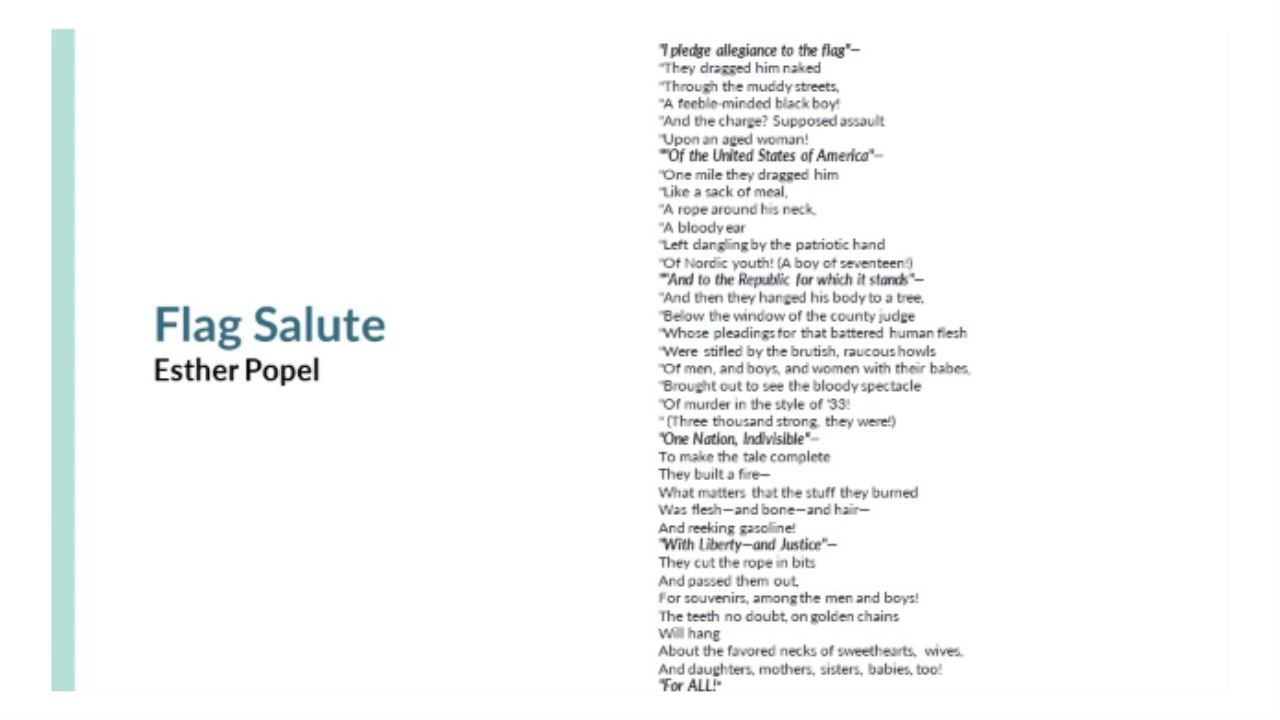 Flag Salute
Esther Popel
"I pledge allegiance to the flag"—
"They dragged him naked
"Through the muddy streets,
"A feeble-minded black boy!
"And the charge? Supposed assault
"Upon an aged woman!
""Of the United States of America"—
"One mile they dragged him
"Like a sack of meal,
"A rope around his neck,
"A bloody ear
"Left dangling by the patriotic hand
"Of Nordic youth! (A boy of seventeen!)
""And to the Republic for which it stands"—
"And then they hanged his body to a tree,
"Below the window of the county judge
"Whose pleadings for that battered human flesh
"Were stifled by the brutish, raucous howls
"Of men, and boys, and women with their babes,
"Brought out to see the bloody spectacle
"Of murder in the style of '33!
" (Three thousand strong, they were!)
"One Nation, Indivisible"—
To make the tale complete
They built a fire—
What matters that the stuff they burned
Was flesh—and bone—and hair—
And reeking gasoline!
"With Liberty—and Justice"—
They cut the rope in bits
And passed them out,
For souvenirs, among the men and boys!
The teeth no doubt, on golden chains
Will hang
About the favored necks of sweethearts, wives,
And daughters, mothers, sisters, babies, too!
"For ALL!"